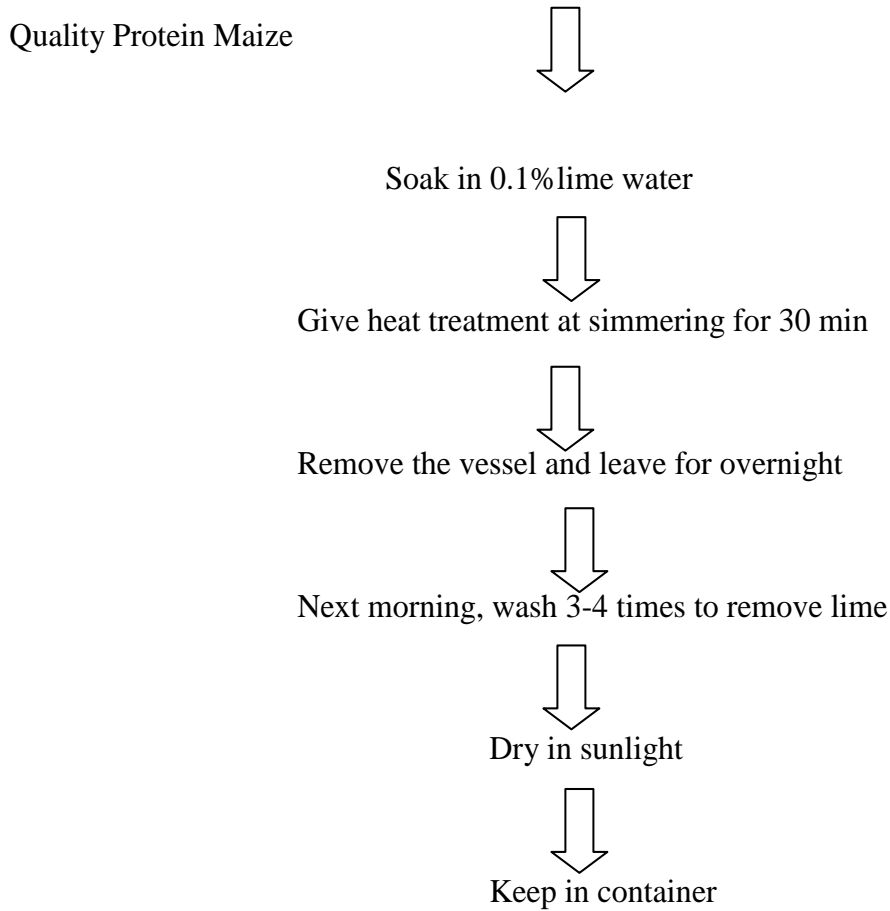 Quality Protein Maize
Soak in 0.1% lime water
Give heat treatment at simmering for 30 min
Remove the vessel and leave for overnight
Next morning, wash 3-4 times to remove lime
Dry in sunlight
Keep in container